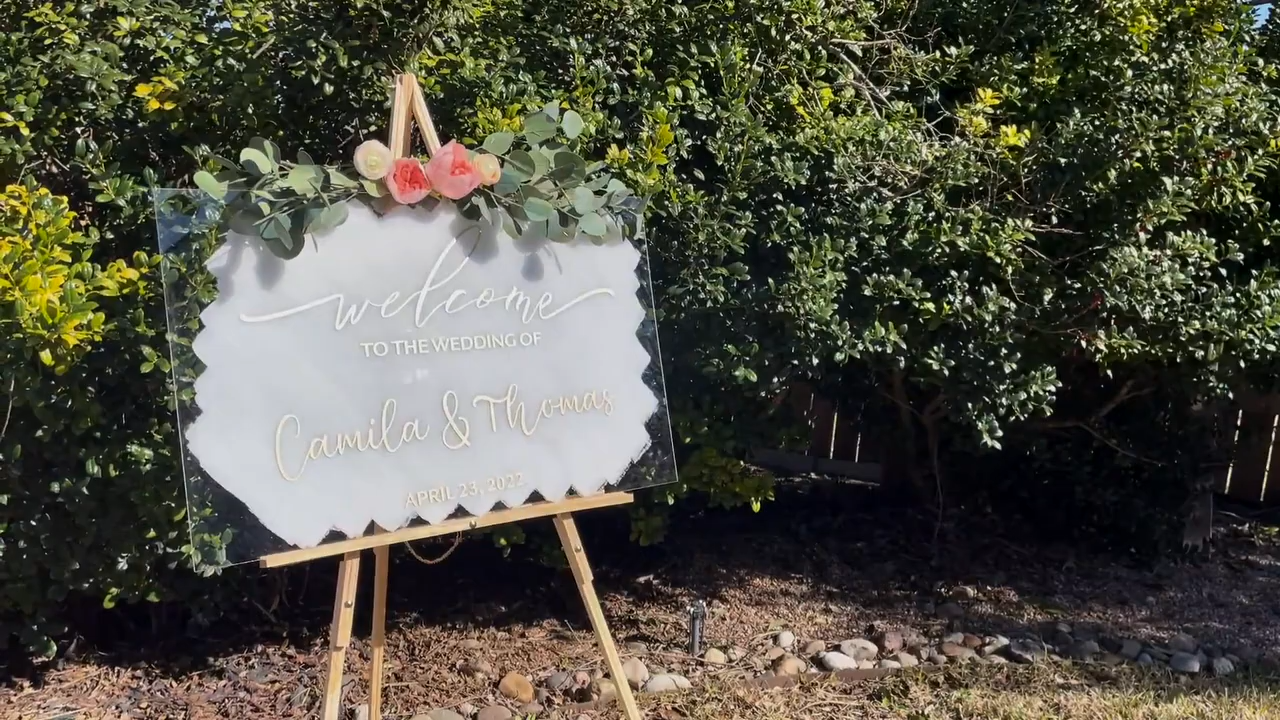 welcome
TO THE WEDDING OF
Camila & Thomas
APRIL 23, 2022